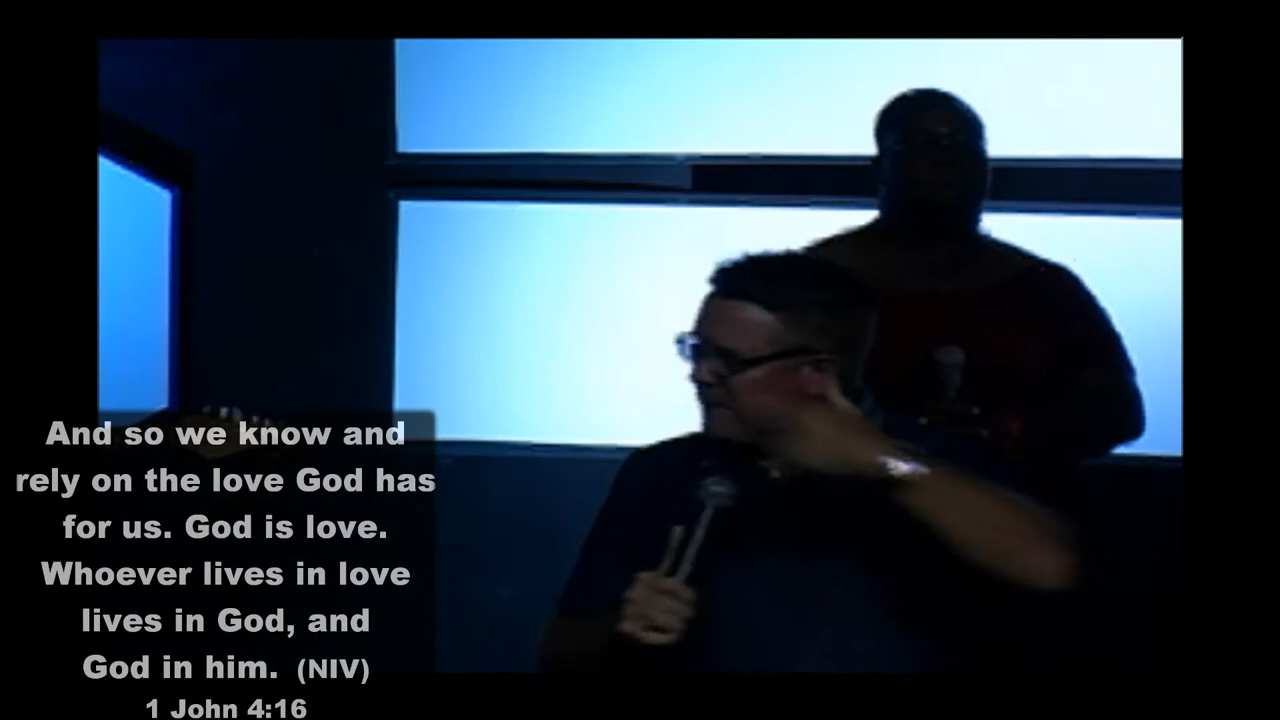 And so we know and
rely on the love God has
for us. God is love.
Whoever lives in love
lives in God, and
God in him. (NIV)
1 John 4:16